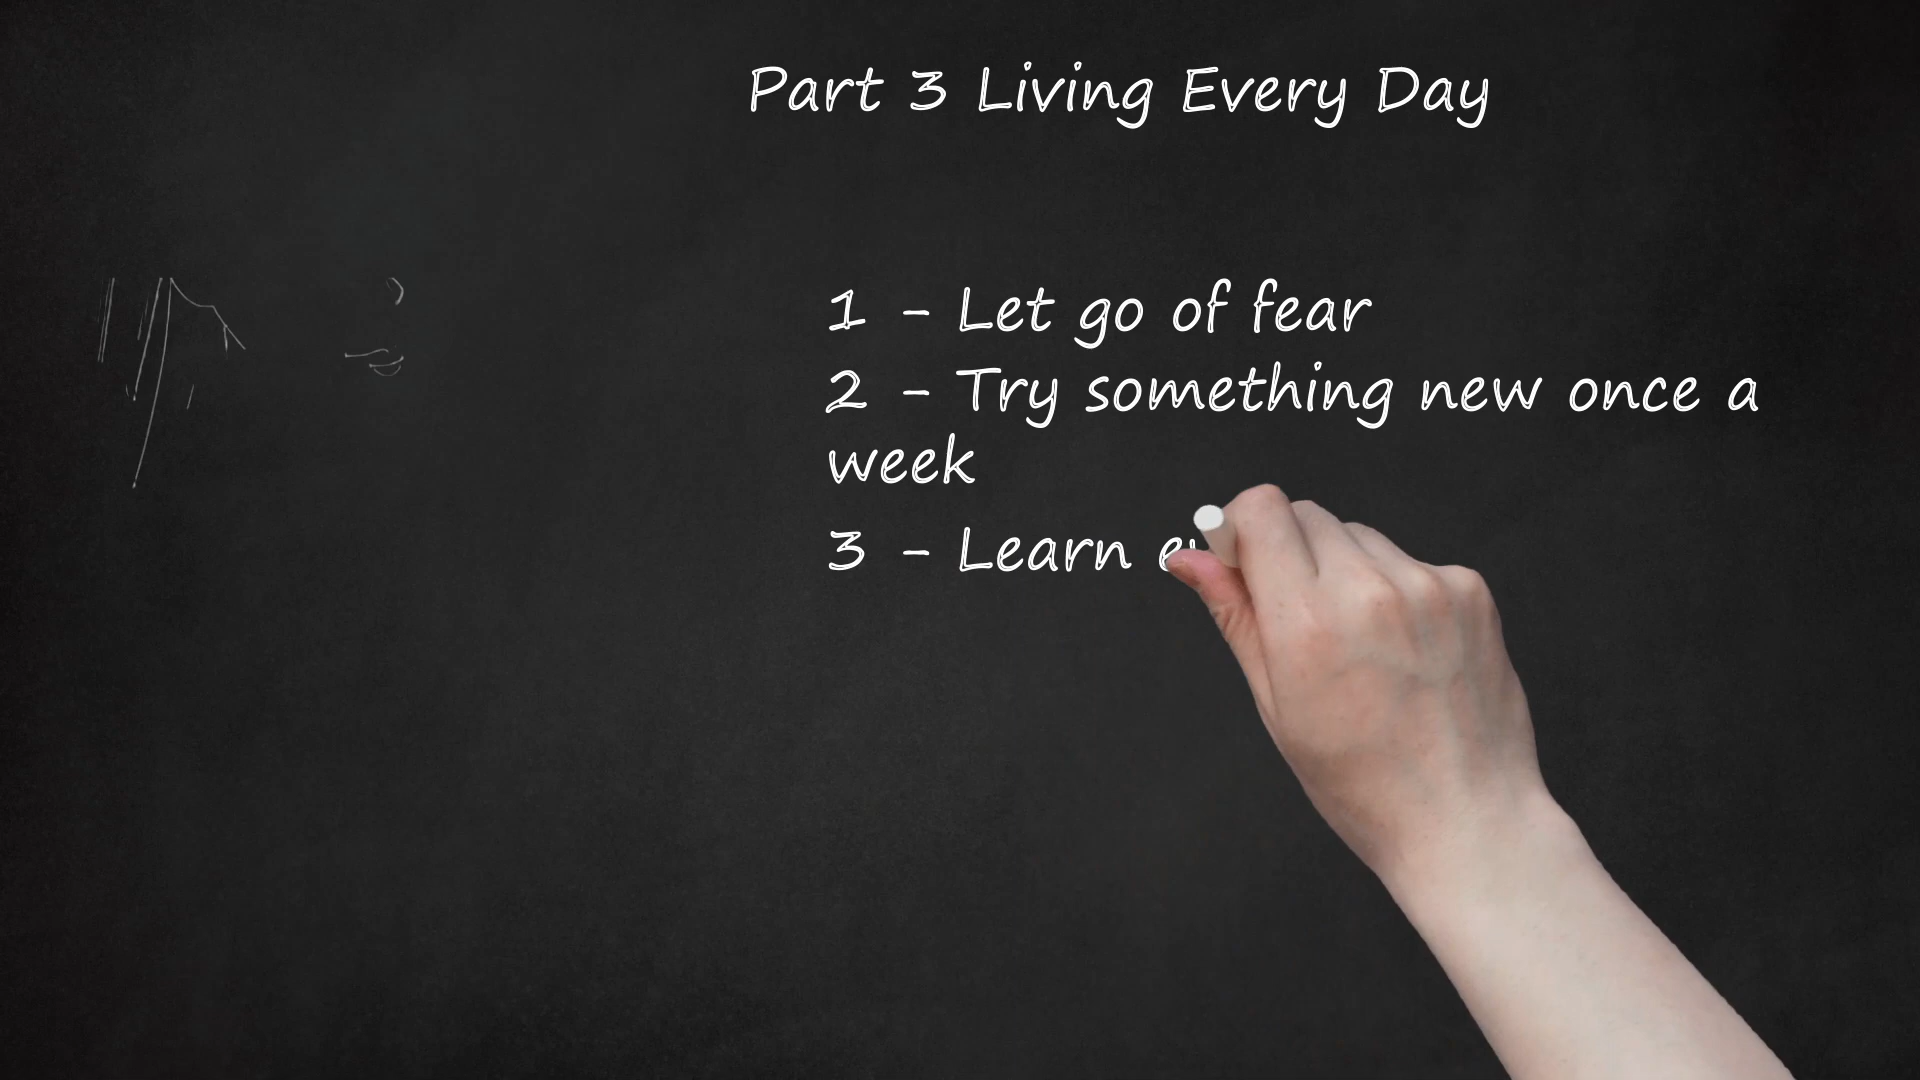 Part 3 Living Every Day
1 - Let go of fear
2 - Try something new once a
week
3 - Learn